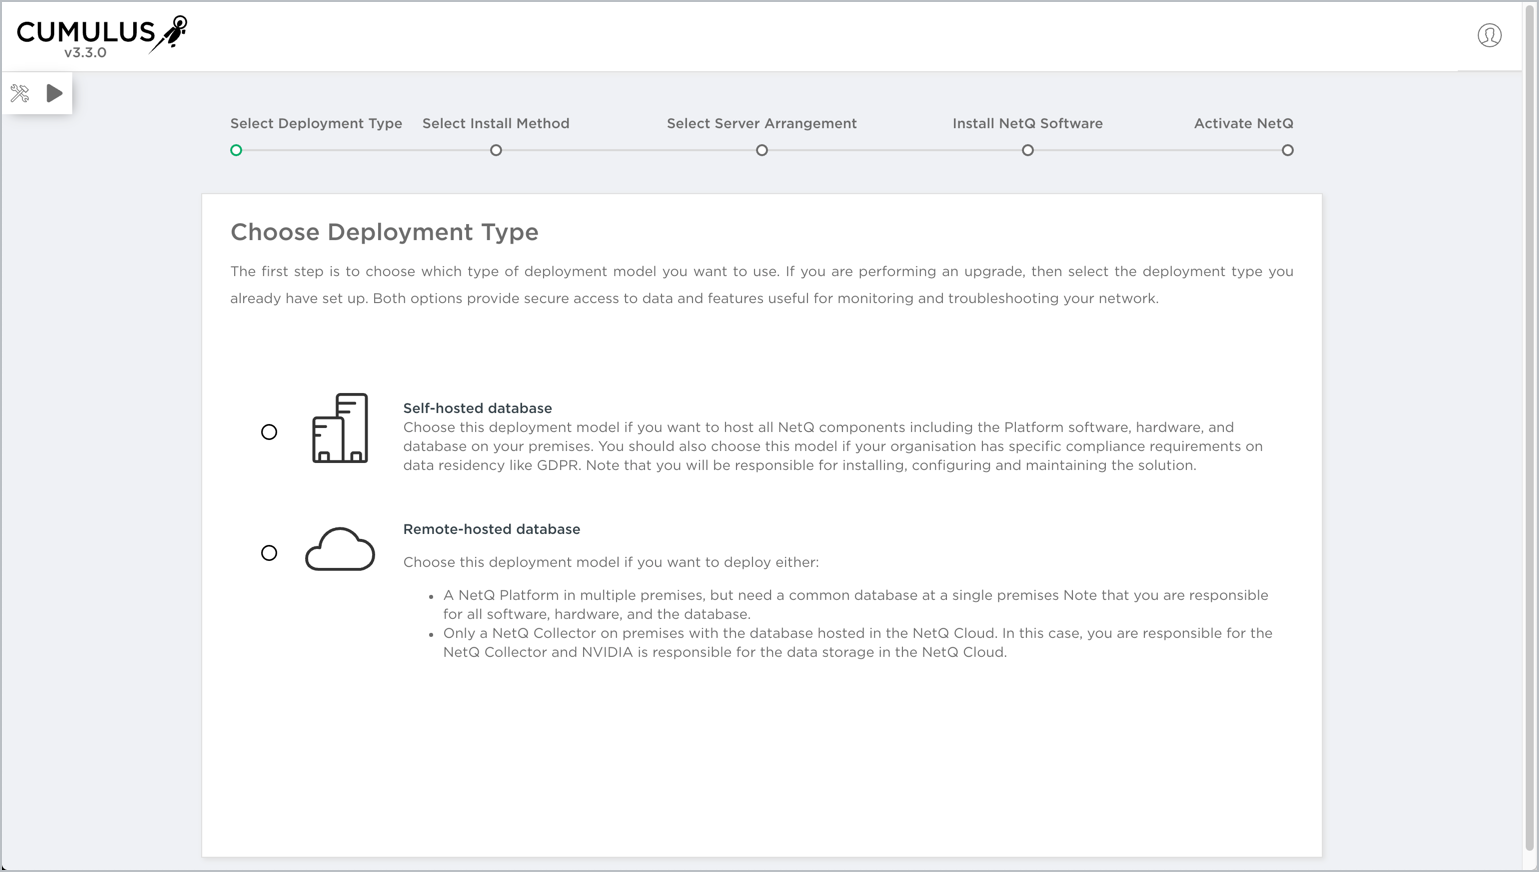 CUMULUS
v3.3.0
Select Deployment Type
Select Install Method
Select Server Arrangement
Install NetQ Software
Activate NetQ
Choose Deployment Type
The first step is to choose which type of deployment model you want to use. If you are performing an upgrade, then select the deployment type you
already have set up. Both options provide secure access to data and features useful for monitoring and troubleshooting your network.
Self-hosted database
Choose this deployment model if you want to host all NetQ components including the Platform software, hardware, and
database on your premises. You should also choose this model if your organisation has specific compliance requirements on
data residency like GDPR. Note that you will be responsible for installing, configuring and maintaining the solution.
Remote-hosted database
Choose this deployment model if you want to deploy either:
• A NetQ Platform in multiple premises, but need a common database at a single premises Note that you are responsible
for all software, hardware, and the database.
• Only a NetQ Collector on premises with the database hosted in the NetQ Cloud. In this case, you are responsible for the
NetQ Collector and NVIDIA is responsible for the data storage in the NetQ Cloud.